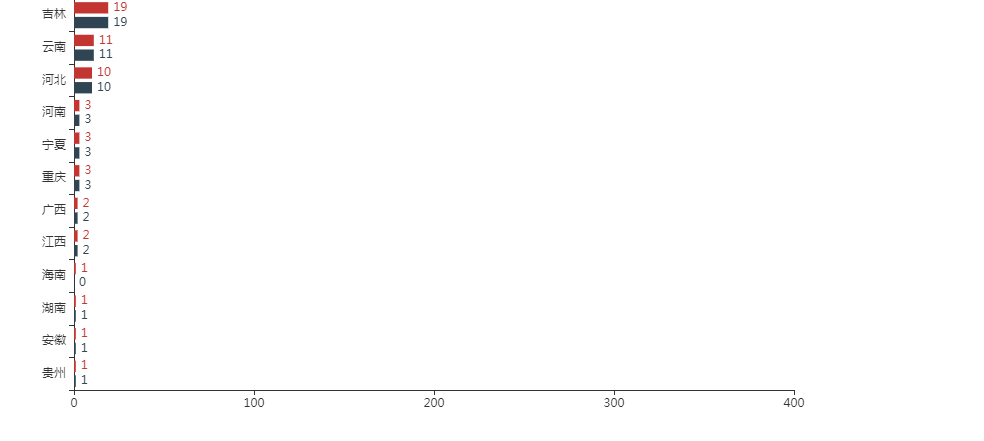 吉林 19
19
云南 11
11
河北 10
10
河南 3
3
宁夏 3
3
重庆 3
3
广西 2
2
江西 2
2
海南 1
0
湖南 1
1
安徽 1
1
贵州 1
1
0 100 200 300 400